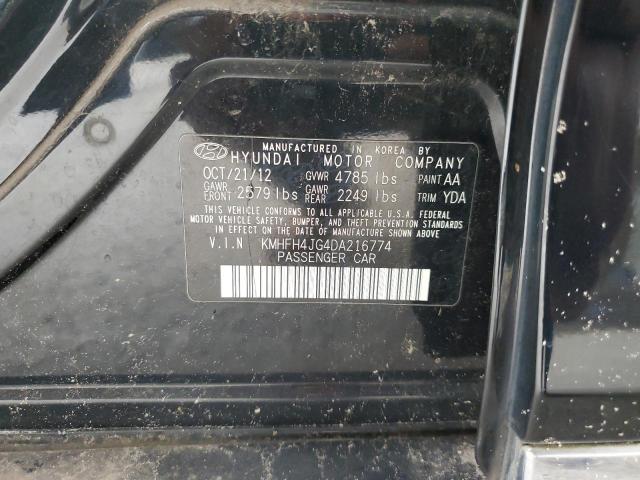 MANUFACTURED IN KOREA BY
HYUNDAI MOTOR COMPANY
OCT/21/12 GVWR 4785 lbs PAINT AA
GAWR FRONT 2579 lbs GAWR REAR 2249 lbs TRIM YDA
THIS VEHICLE CONFORMS TO ALL APPLICABLE U.S.A. FEDERAL
MOTOR VEHICLE SAFETY, BUMPER, AND THEFT PREVENTION STANDARDS
IN EFFECT ON THE DATE OF MANUFACTURE SHOWN ABOVE.
V.I.N KMHFH4JG4DA216774
PASSENGER CAR